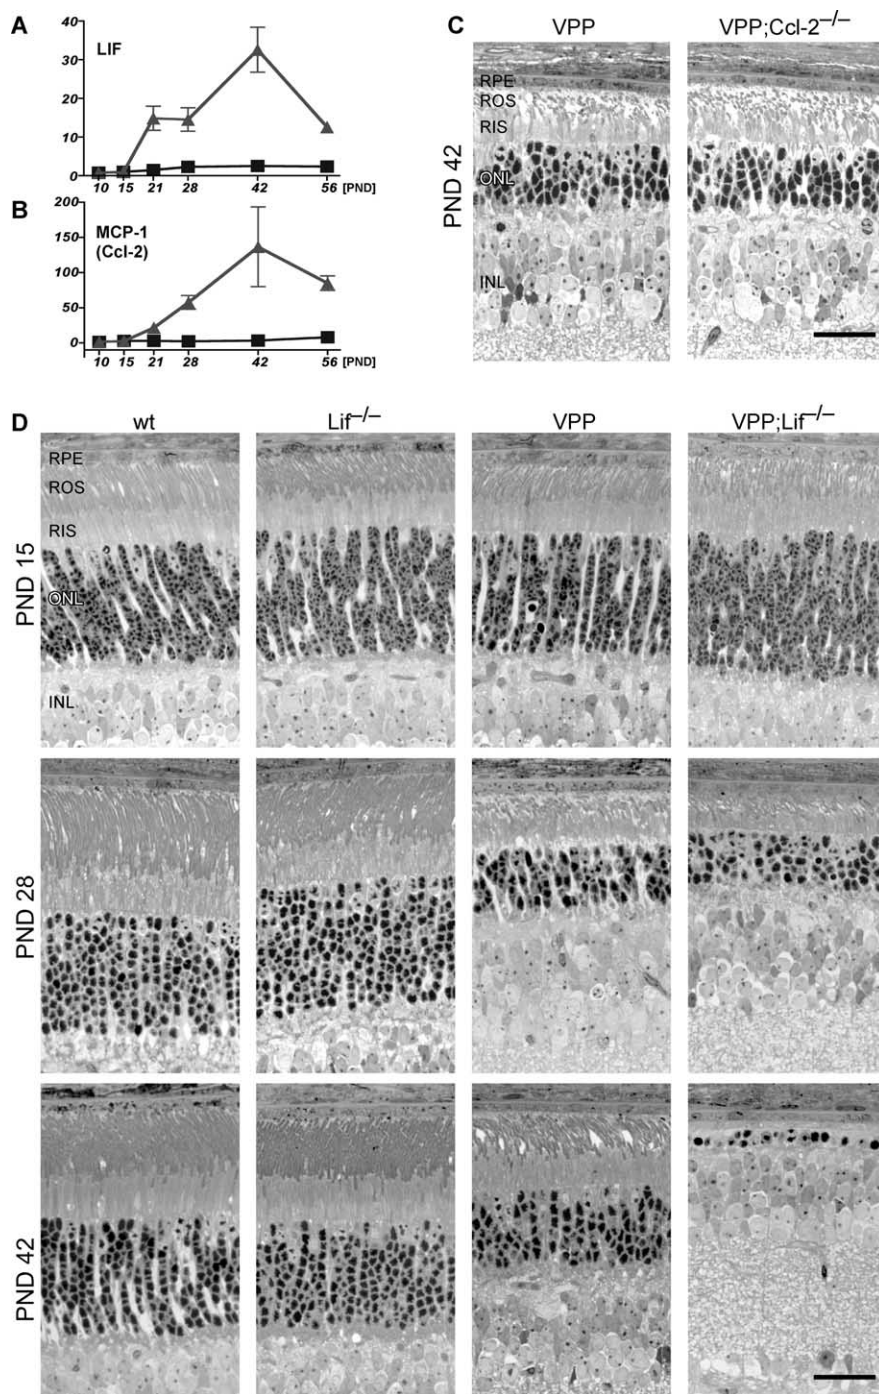 A
LIF
40
30
20
10
0
10 15 21 28 42 56 [PND]
B
MCP-1
(Ccl-2)
200
150
100
50
0
10 15 21 28 42 56 [PND]
C
VPP VPP;Ccl-2–/–
PND 42
RPE
ROS
RIS
ONL
INL
D
wt Lif–/– VPP VPP;Lif–/–
PND 15
RPE
ROS
RIS
ONL
INL
PND 28
PND 42